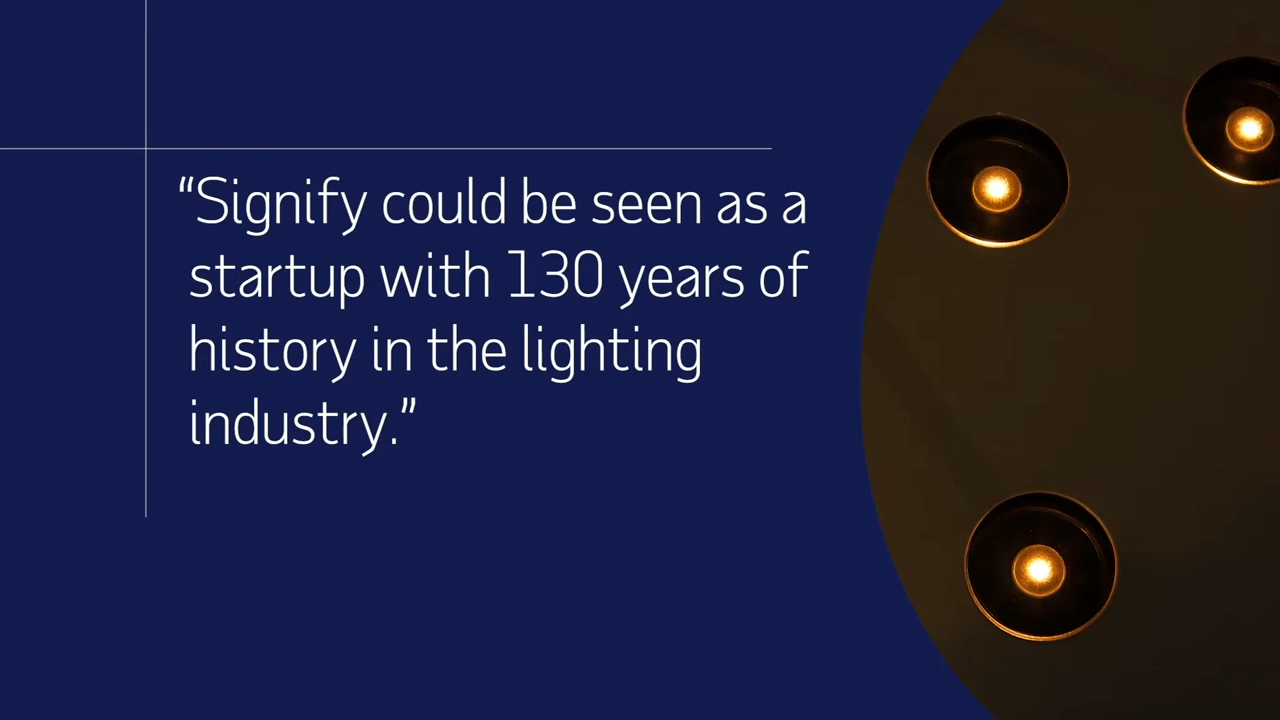 “Signify could be seen as a
startup with 130 years of
history in the lighting
industry.”